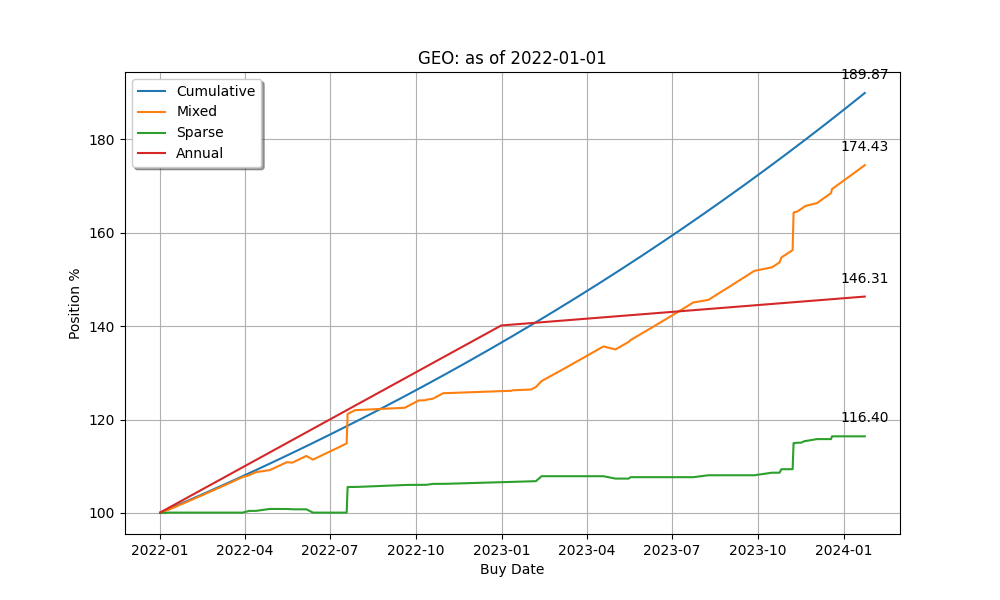 GEO: as of 2022-01-01
Cumulative
Mixed
Sparse
Annual
189.87
174.43
146.31
116.40
180
160
140
120
100
Position %
2022-01
2022-04
2022-07
2022-10
2023-01
2023-04
2023-07
2023-10
2024-01
Buy Date